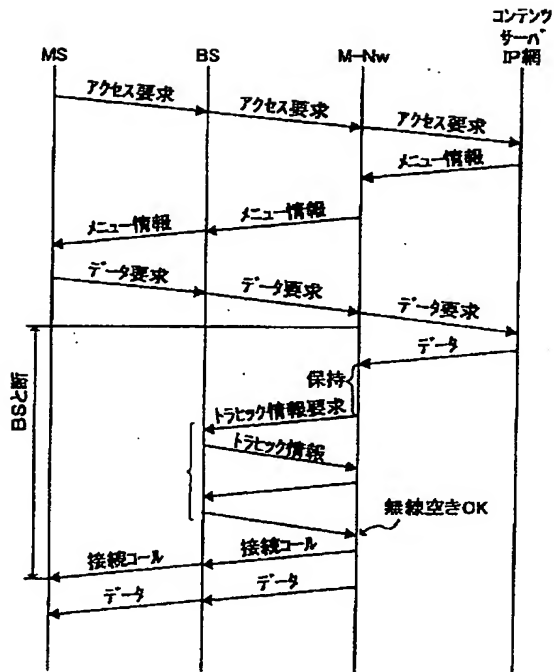 コンテンツ
サーバ
IP網
MS
BS
M-Nw
アクセス要求
アクセス要求
アクセス要求
メニュー情報
メニュー情報
メニュー情報
データ要求
データ要求
データ要求
データ
保持
BSと断
トラヒック情報要求
トラヒック情報
無線空きOK
接続コール
接続コール
データ
データ